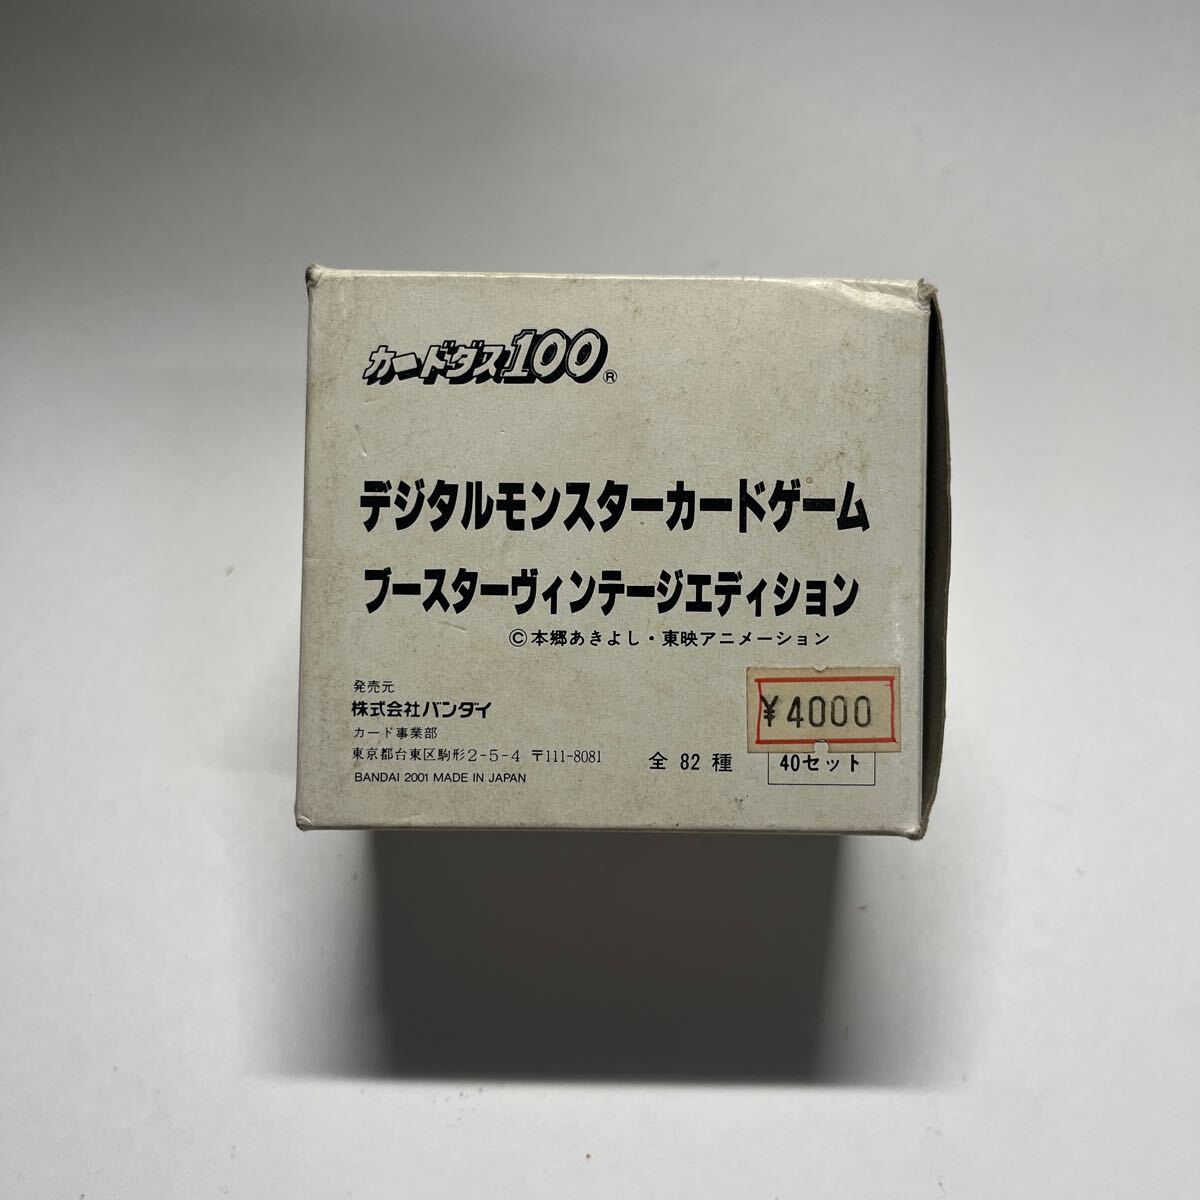 カードダス100®
デジタルモンスターカードゲーム
ブースターヴィンテージエディション
©本郷あきよし・東映アニメーション
発売元
株式会社バンダイ
カード事業部
東京都台東区駒形2-5-4 〒111-8081
BANDAI 2001 MADE IN JAPAN
全 82 種
¥4000
40セット